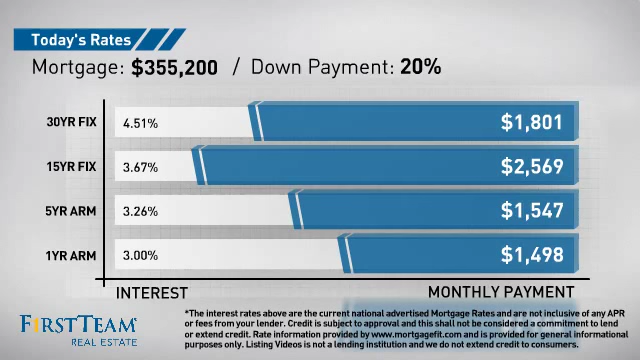 Today's Rates
Mortgage: $355,200 / Down Payment: 20%
30YR FIX 4.51% $1,801
15YR FIX 3.67% $2,569
5YR ARM 3.26% $1,547
1YR ARM 3.00% $1,498
INTEREST MONTHLY PAYMENT
FIRSTTEAM®
REAL ESTATE
*The interest rates above are the current national advertised Mortgage Rates and are not inclusive of any APR
or fees from your lender. Credit is subject to approval and this shall not be considered a commitment to lend
or extend credit. Rate information provided by www.mortgagefit.com and is provided for general informational
purposes only. Listing Videos is not a lending institution and we do not extend credit to consumers.